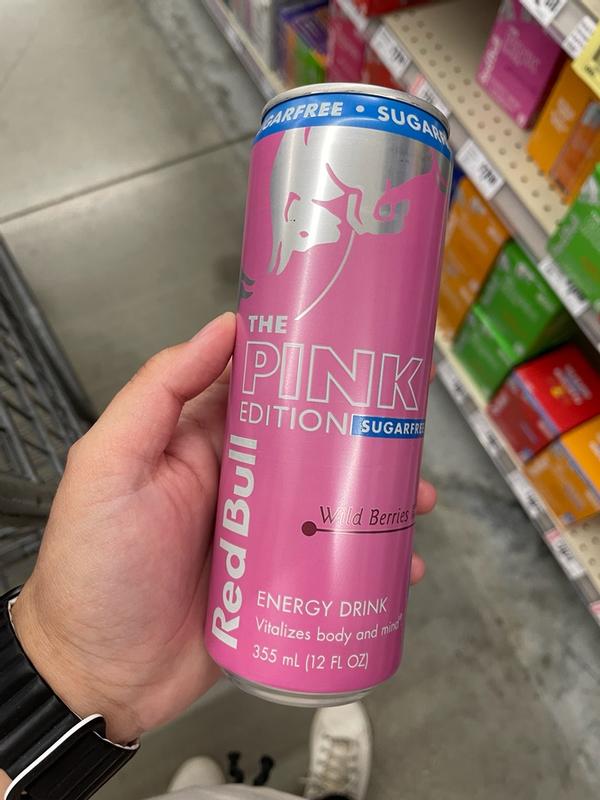 SUGARFREE • SUGAR
THE
PINK
EDITION SUGARFREE
Red Bull
Wild Berries
ENERGY DRINK
Vitalizes body and mind®
355 mL (12 FL OZ)